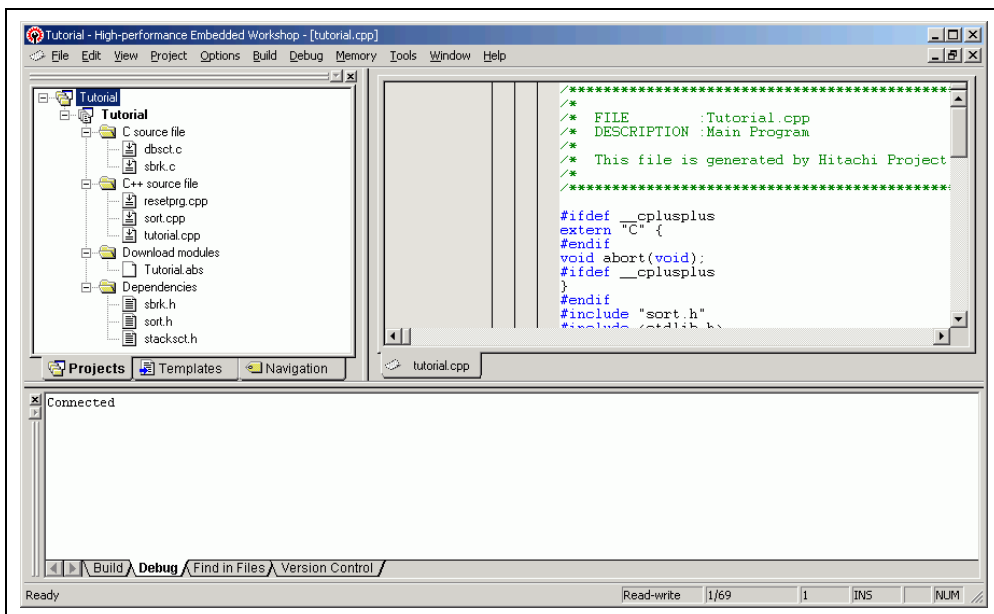 Tutorial - High-performance Embedded Workshop - [tutorial.cpp]
File Edit View Project Options Build Debug Memory Tools Window Help
Tutorial
Tutorial
C source file
dbsct.c
sbrk.c
C++ source file
resetprg.cpp
sort.cpp
tutorial.cpp
Download modules
Tutorial.abs
Dependencies
sbrk.h
sort.h
stacksct.h
Projects Templates Navigation
/*********************************************
/*
/* FILE :Tutorial.cpp
/* DESCRIPTION :Main Program
/*
/* This file is generated by Hitachi Project
/*
/*********************************************
#ifdef __cplusplus
extern "C" {
#endif
void abort(void);
#ifdef __cplusplus
}
#endif
#include "sort.h"
#include <stdlib.h>
tutorial.cpp
Connected
Build Debug Find in Files Version Control
Ready Read-write 1/69 1 INS NUM